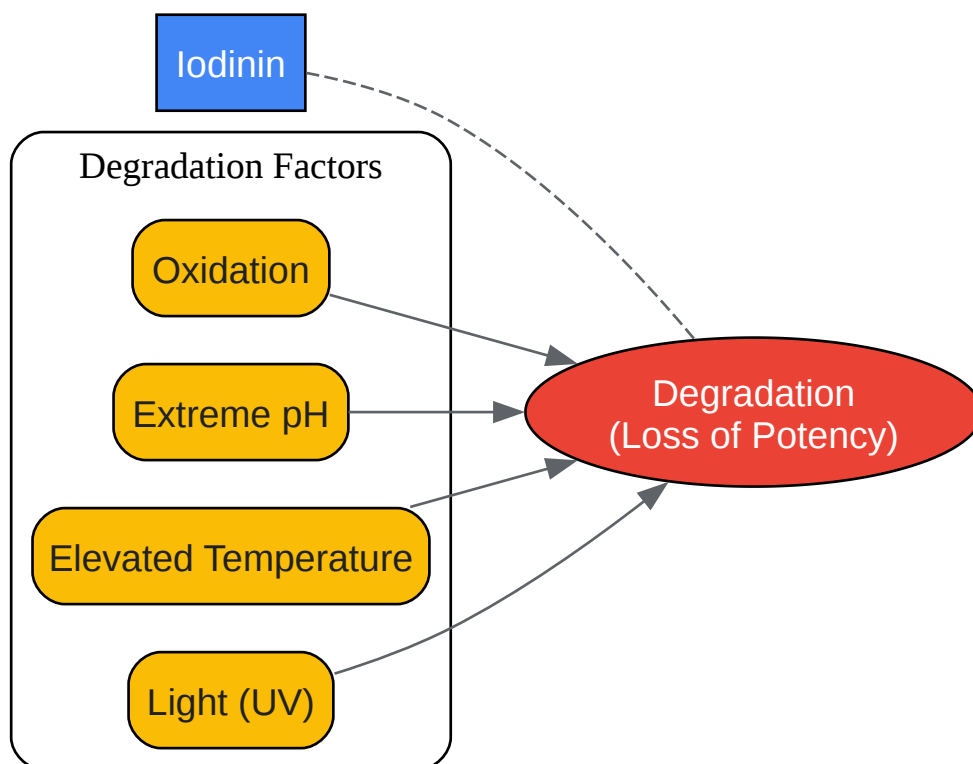 Iodinin
Degradation Factors
Oxidation
Extreme pH
Elevated Temperature
Light (UV)
Degradation
(Loss of Potency)